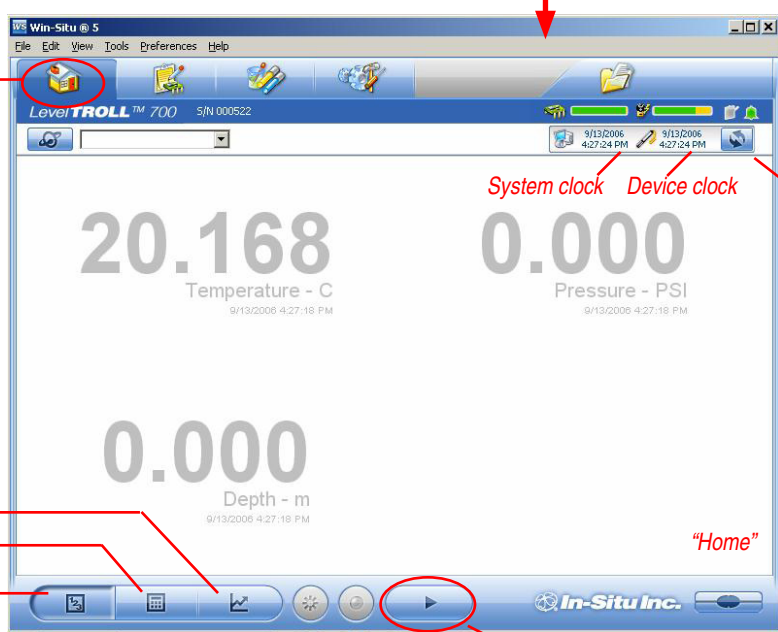 Win-Situ ® 5
File Edit View Tools Preferences Help
LevelTROLL™ 700 S/N 000522
9/13/2006 4:27:24 PM 9/13/2006 4:27:24 PM
System clock Device clock
20.168 0.000
Temperature - C Pressure - PSI
9/13/2006 4:27:18 PM 9/13/2006 4:27:18 PM
0.000
Depth - m
9/13/2006 4:27:18 PM
“Home”
In-Situ Inc.